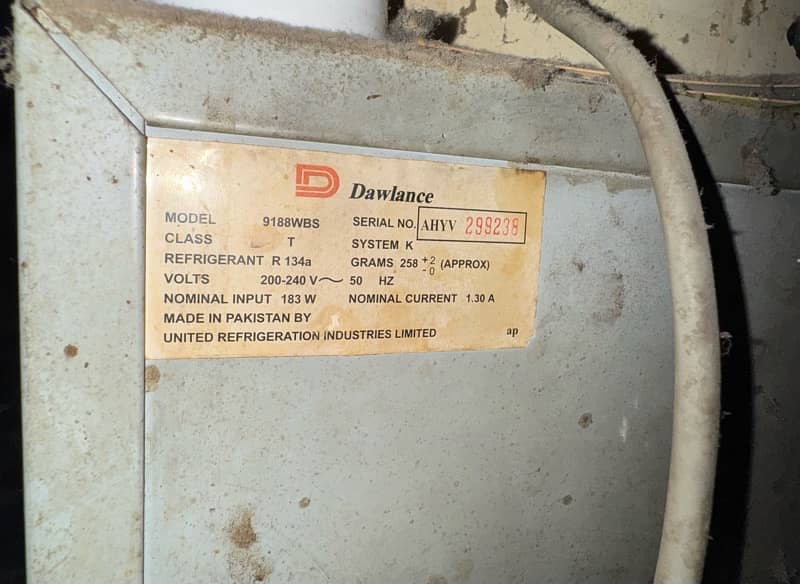 D Dawlance
MODEL 9188WBS SERIAL NO. AHYV 299238
CLASS T SYSTEM K
REFRIGERANT R 134a GRAMS 258 +2 -0 (APPROX)
VOLTS 200-240 V~ 50 HZ
NOMINAL INPUT 183 W NOMINAL CURRENT 1.30 A
MADE IN PAKISTAN BY
UNITED REFRIGERATION INDUSTRIES LIMITED ap